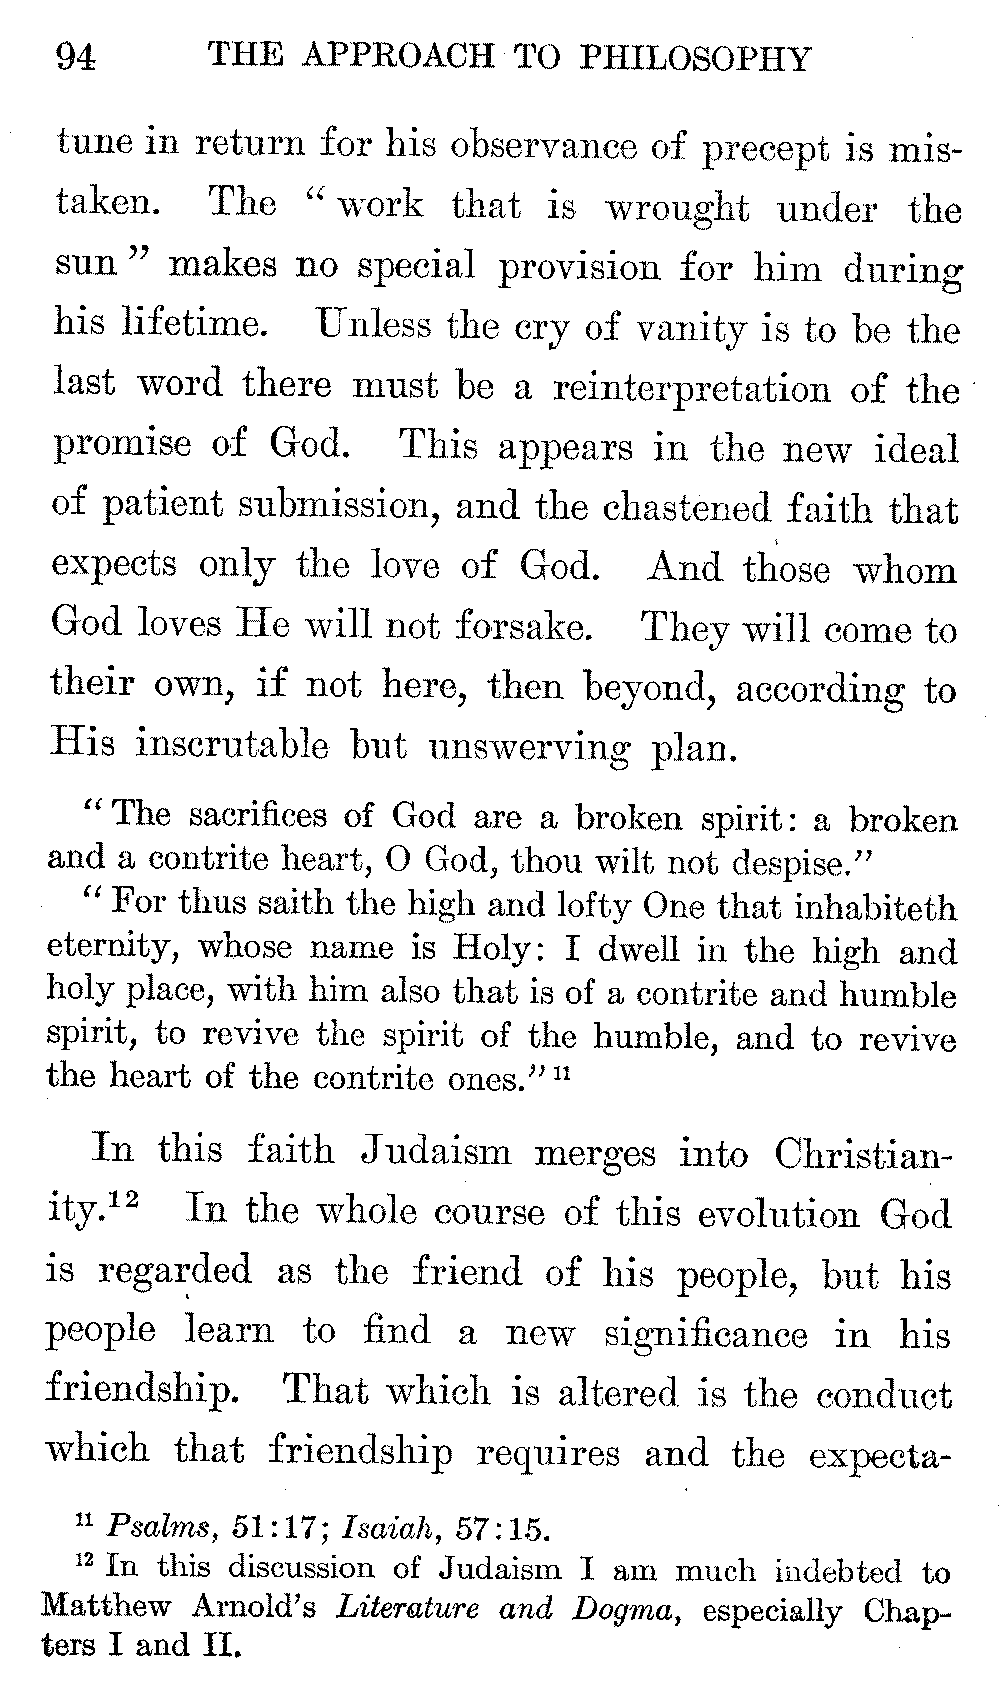 94 THE APPROACH TO PHILOSOPHY
tune in return for his observance of precept is mis-
taken. The “ work that is wrought under the
sun ” makes no special provision for him during
his lifetime. Unless the cry of vanity is to be the
last word there must be a reinterpretation of the
promise of God. This appears in the new ideal
of patient submission, and the chastened faith that
expects only the love of God. And those whom
God loves He will not forsake. They will come to
their own, if not here, then beyond, according to
His inscrutable but unswerving plan.
“ The sacrifices of God are a broken spirit: a broken
and a contrite heart, O God, thou wilt not despise.”
“ For thus saith the high and lofty One that inhabiteth
eternity, whose name is Holy: I dwell in the high and
holy place, with him also that is of a contrite and humble
spirit, to revive the spirit of the humble, and to revive
the heart of the contrite ones.” 11
In this faith Judaism merges into Christian-
ity.12 In the whole course of this evolution God
is regarded as the friend of his people, but his
people learn to find a new significance in his
friendship. That which is altered is the conduct
which that friendship requires and the expecta-
11 Psalms, 51:17; Isaiah, 57:15.
12 In this discussion of Judaism I am much indebted to
Matthew Arnold’s Literature and Dogma, especially Chap-
ters I and II.